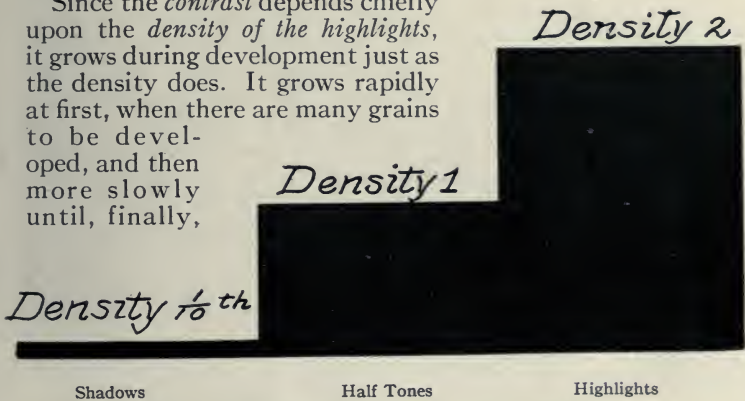 Since the contrast depends chiefly
upon the density of the highlights,
it grows during development just as
the density does. It grows rapidly
at first, when there are many grains
to be devel-
oped, and then
more slowly
until, finally,
Density 2
Density 1
Density 1/10 th
Shadows
Half Tones
Highlights